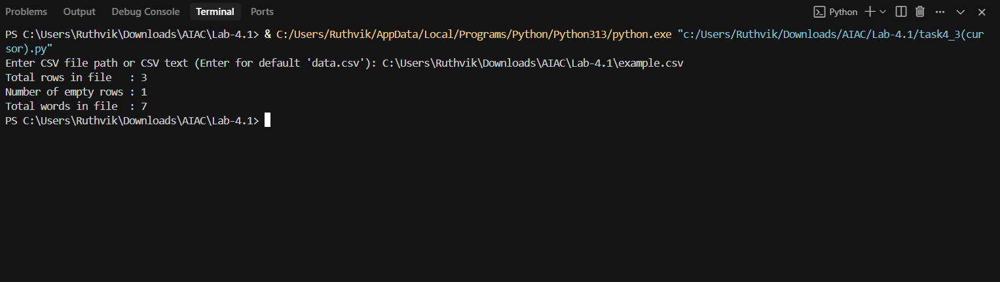 Problems Output Debug Console Terminal Ports Python
PS C:\Users\Ruthvik\Downloads\AIAC\Lab-4.1> & C:/Users/Ruthvik/AppData/Local/Programs/Python/Python313/python.exe "c:/Users/Ruthvik/Downloads/AIAC/Lab-4.1/task4_3(cur
sor).py"
Enter CSV file path or CSV text (Enter for default 'data.csv'): C:\Users\Ruthvik\Downloads\AIAC\Lab-4.1\example.csv
Total rows in file   : 3
Number of empty rows : 1
Total words in file  : 7
PS C:\Users\Ruthvik\Downloads\AIAC\Lab-4.1>